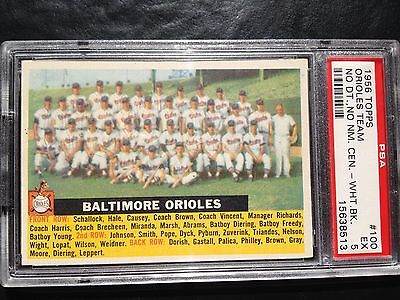 BALTIMORE ORIOLES
FRONT ROW: Schallock, Hale, Causey, Coach Brown, Coach Vincent, Manager Richards,
Coach Harris, Coach Brecheen, Miranda, Marsh, Abrams, Batboy Diering, Batboy Freedy,
Batboy Young. 2nd ROW: Johnson, Smith, Pope, Dyck, Pyburn, Zuverink, Triandos, Nelson,
Wight, Lopat, Wilson, Weidner. BACK ROW: Dorish, Gastall, Palica, Philley, Brown, Gray,
Moore, Diering, Leppert.
1956 TOPPS
ORIOLES TEAM
NO DT., NO NM. CEN. - WHT.BK.
15638513
PSA
#100
EX
5